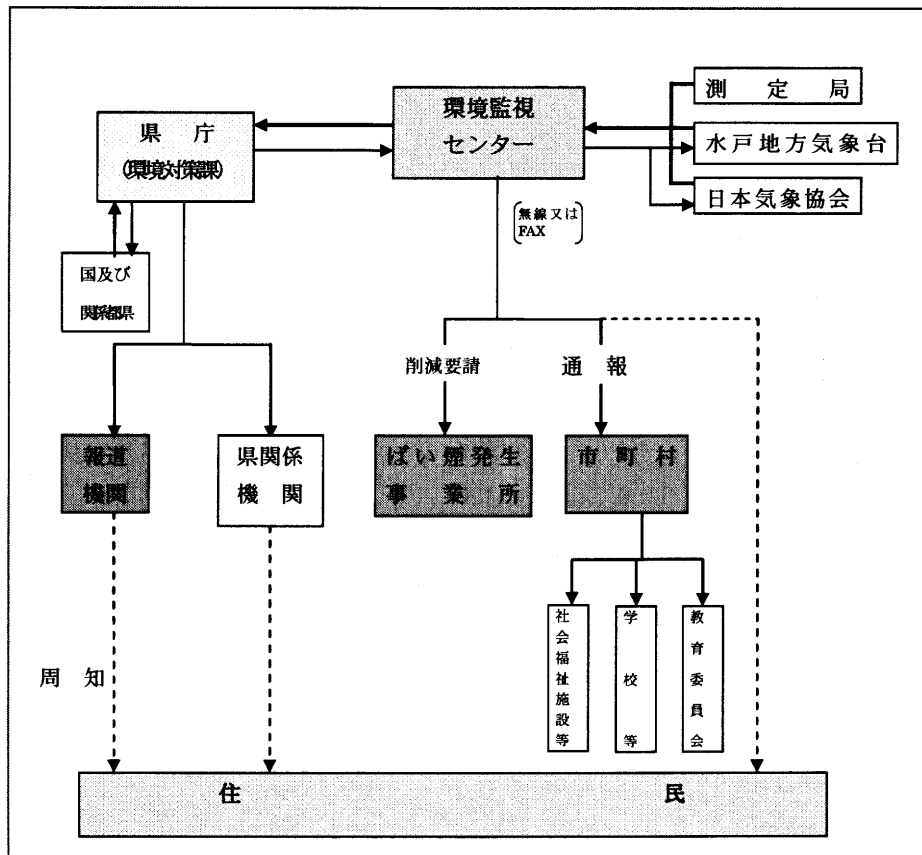 測定局
環境監視
センター
県庁
(環境対策課)
水戸地方気象台
日本気象協会
無線又は
FAX
国及び
関係都県
削減要請
通報
報道
機関
県関係
機関
ばい煙発生
事業所
市町村
社会福祉施設等
学校等
教育委員会
周知
住民